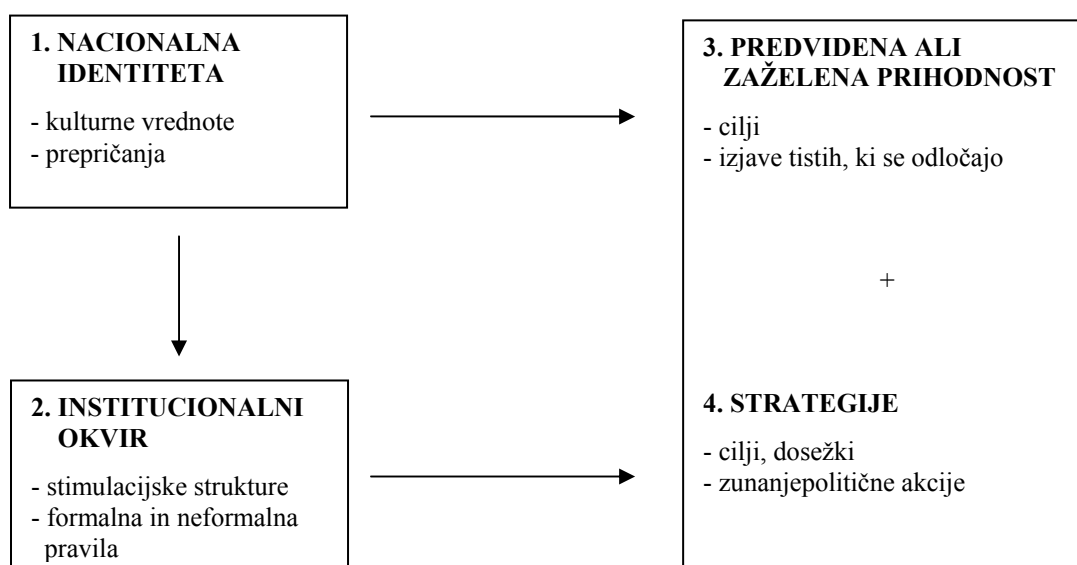 1. NACIONALNA
IDENTITETA
- kulturne vrednote
- prepričanja
2. INSTITUCIONALNI
OKVIR
- stimulacijske strukture
- formalna in neformalna
pravila
3. PREDVIDENA ALI
ZAŽELENA PRIHODNOST
- cilji
- izjave tistih, ki se odločajo
+
4. STRATEGIJE
- cilji, dosežki
- zunanjepolitične akcije